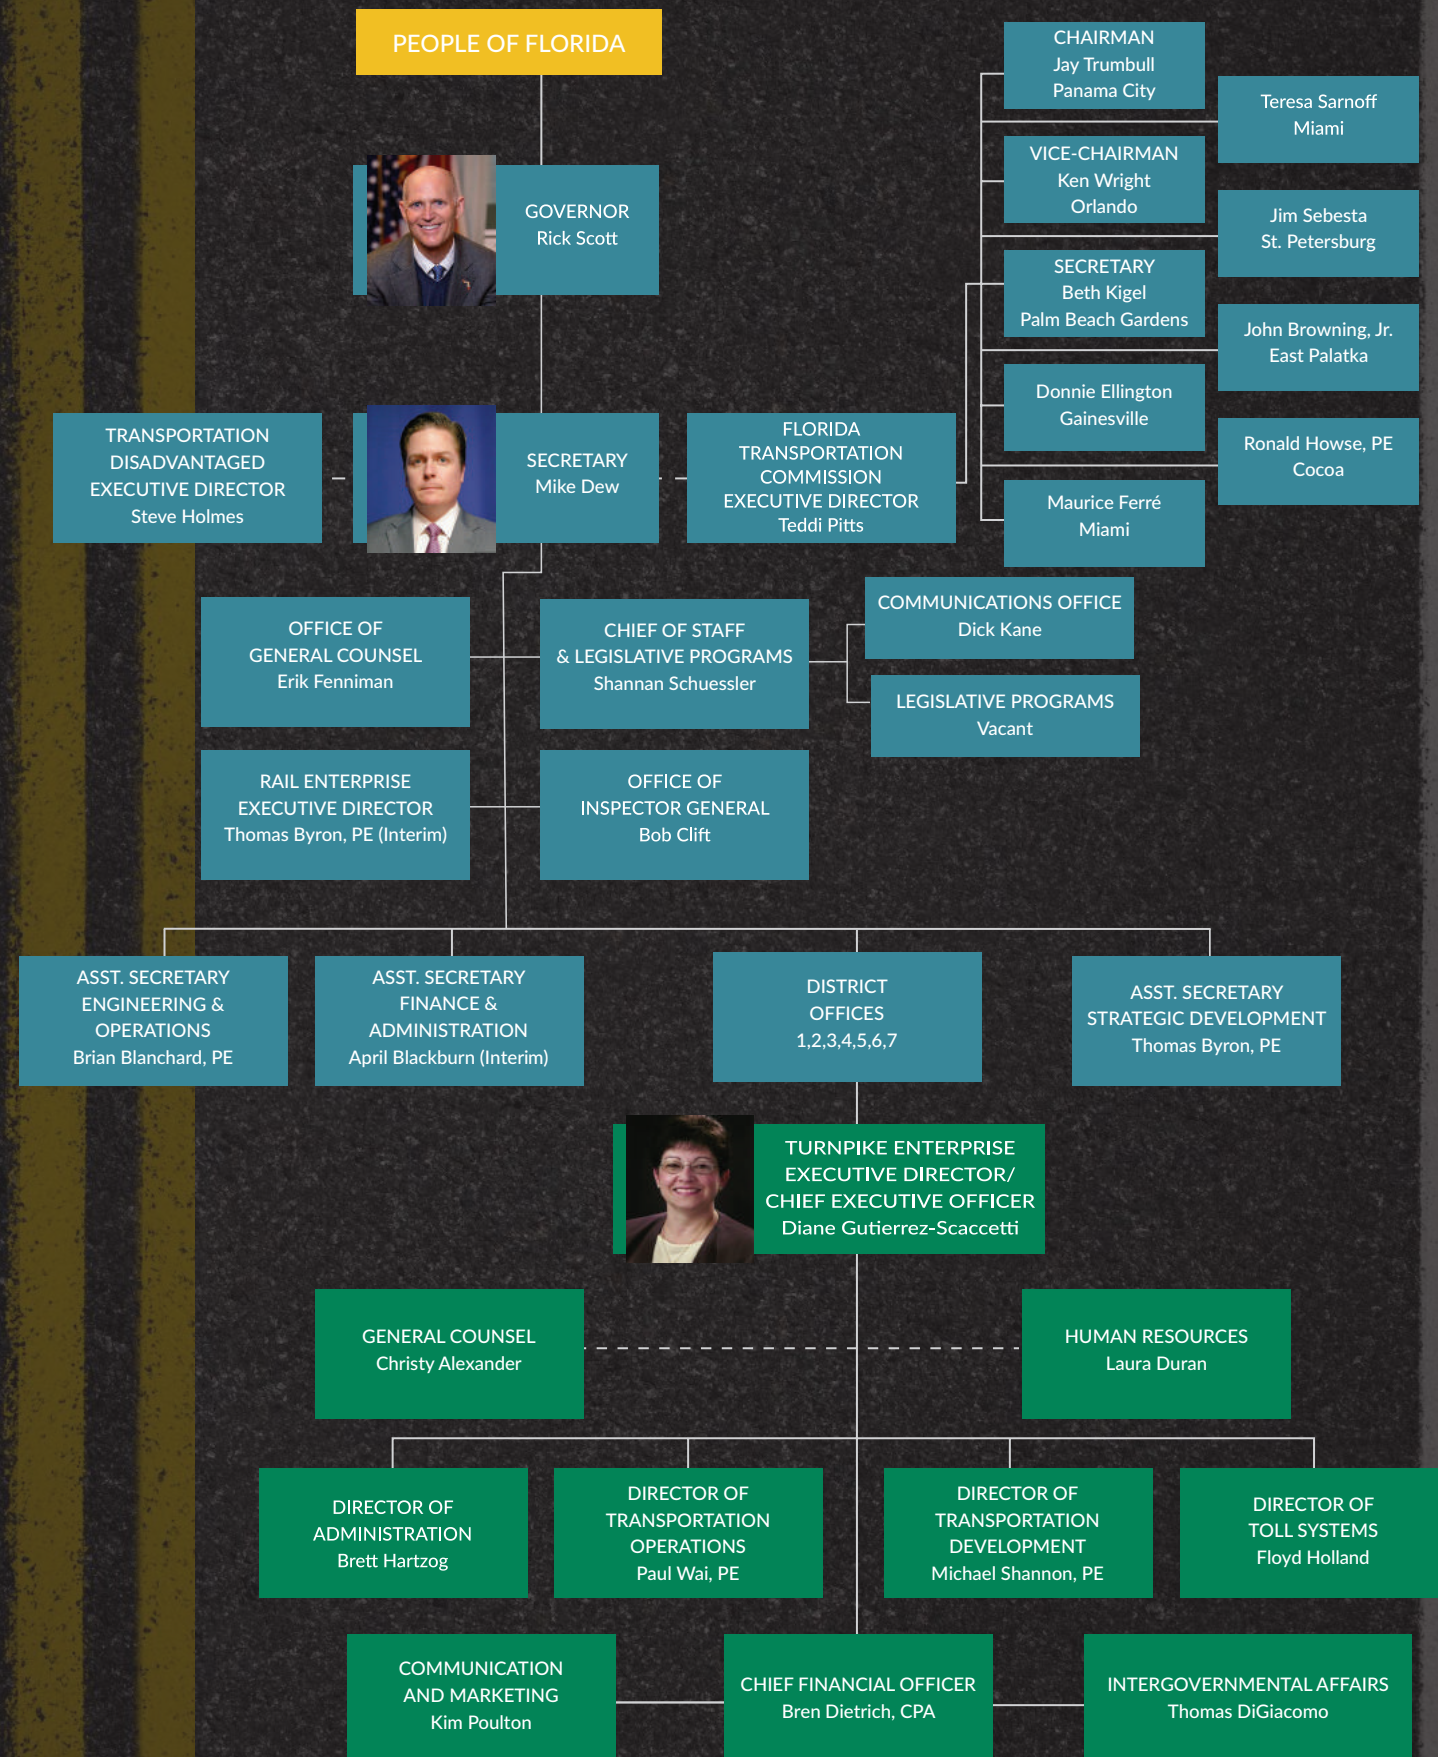 PEOPLE OF FLORIDA
GOVERNOR
Rick Scott
CHAIRMAN
Jay Trumbull
Panama City
Teresa Sarnoff
Miami
VICE-CHAIRMAN
Ken Wright
Orlando
Jim Sebesta
St. Petersburg
SECRETARY
Beth Kigel
Palm Beach Gardens
John Browning, Jr.
East Palatka
Donnie Ellington
Gainesville
Ronald Howse, PE
Cocoa
Maurice Ferré
Miami
TRANSPORTATION
DISADVANTAGED
EXECUTIVE DIRECTOR
Steve Holmes
SECRETARY
Mike Dew
FLORIDA
TRANSPORTATION
COMMISSION
EXECUTIVE DIRECTOR
Teddi Pitts
OFFICE OF
GENERAL COUNSEL
Erik Fenniman
CHIEF OF STAFF
& LEGISLATIVE PROGRAMS
Shannan Schuessler
COMMUNICATIONS OFFICE
Dick Kane
LEGISLATIVE PROGRAMS
Vacant
RAIL ENTERPRISE
EXECUTIVE DIRECTOR
Thomas Byron, PE (Interim)
OFFICE OF
INSPECTOR GENERAL
Bob Clift
ASST. SECRETARY
ENGINEERING &
OPERATIONS
Brian Blanchard, PE
ASST. SECRETARY
FINANCE &
ADMINISTRATION
April Blackburn (Interim)
DISTRICT
OFFICES
1,2,3,4,5,6,7
ASST. SECRETARY
STRATEGIC DEVELOPMENT
Thomas Byron, PE
TURNPIKE ENTERPRISE
EXECUTIVE DIRECTOR/
CHIEF EXECUTIVE OFFICER
Diane Gutierrez-Scaccetti
GENERAL COUNSEL
Christy Alexander
HUMAN RESOURCES
Laura Duran
DIRECTOR OF
ADMINISTRATION
Brett Hartzog
DIRECTOR OF
TRANSPORTATION
OPERATIONS
Paul Wai, PE
DIRECTOR OF
TRANSPORTATION
DEVELOPMENT
Michael Shannon, PE
DIRECTOR OF
TOLL SYSTEMS
Floyd Holland
COMMUNICATION
AND MARKETING
Kim Poulton
CHIEF FINANCIAL OFFICER
Bren Dietrich, CPA
INTERGOVERNMENTAL AFFAIRS
Thomas DiGiacomo